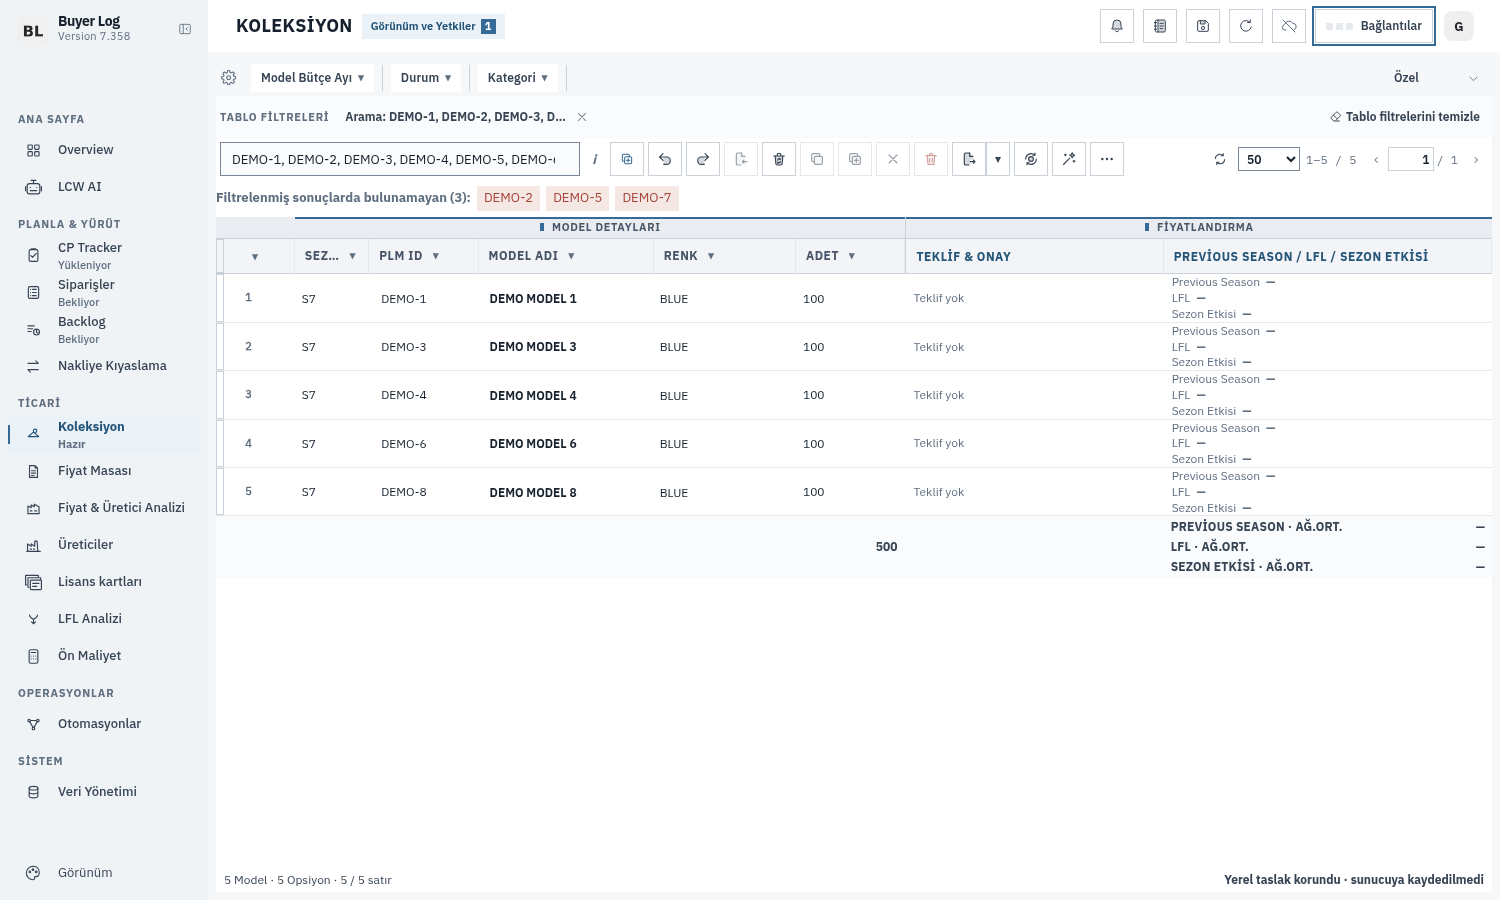 BL
Buyer Log
Version 7.358
KOLEKSİYON
Görünüm ve Yetkiler 1
Bağlantılar
G
Model Bütçe Ayı ▾
Durum ▾
Kategori ▾
Özel
TABLO FİLTRELERİ
Arama: DEMO-1, DEMO-2, DEMO-3, D...
Tablo filtrelerini temizle
DEMO-1, DEMO-2, DEMO-3, DEMO-4, DEMO-5, DEMO-
i
50
1–5 / 5
1 / 1
Filtrelenmiş sonuçlarda bulunamayan (3):
DEMO-2
DEMO-5
DEMO-7
ANA SAYFA
Overview
LCW AI
PLANLA & YÜRÜT
CP Tracker
Yükleniyor
Siparişler
Bekliyor
Backlog
Bekliyor
Nakliye Kıyaslama
TİCARİ
Koleksiyon
Hazır
Fiyat Masası
Fiyat & Üretici Analizi
Üreticiler
Lisans kartları
LFL Analizi
Ön Maliyet
OPERASYONLAR
Otomasyonlar
SİSTEM
Veri Yönetimi
Görünüm
MODEL DETAYLARI
FİYATLANDIRMA
SEZ... ▾
PLM ID ▾
MODEL ADI ▾
RENK ▾
ADET ▾
TEKLİF & ONAY
PREVİOUS SEASON / LFL / SEZON ETKİSİ
1 S7 DEMO-1 DEMO MODEL 1 BLUE 100 Teklif yok
Previous Season —
LFL —
Sezon Etkisi —
2 S7 DEMO-3 DEMO MODEL 3 BLUE 100 Teklif yok
Previous Season —
LFL —
Sezon Etkisi —
3 S7 DEMO-4 DEMO MODEL 4 BLUE 100 Teklif yok
Previous Season —
LFL —
Sezon Etkisi —
4 S7 DEMO-6 DEMO MODEL 6 BLUE 100 Teklif yok
Previous Season —
LFL —
Sezon Etkisi —
5 S7 DEMO-8 DEMO MODEL 8 BLUE 100 Teklif yok
Previous Season —
LFL —
Sezon Etkisi —
500
PREVİOUS SEASON · AĞ.ORT. —
LFL · AĞ.ORT. —
SEZON ETKİSİ · AĞ.ORT. —
5 Model · 5 Opsiyon · 5 / 5 satır
Yerel taslak korundu · sunucuya kaydedilmedi